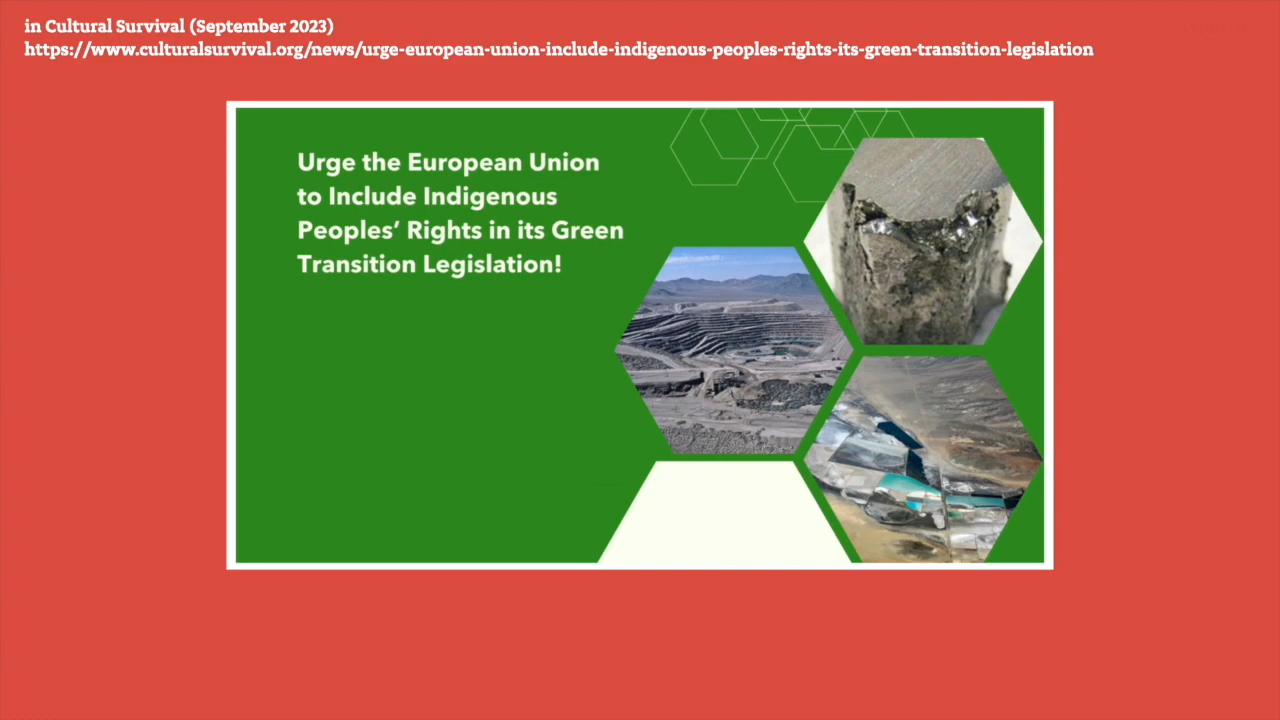 in Cultural Survival (September 2023)
https://www.culturalsurvival.org/news/urge-european-union-include-indigenous-peoples-rights-its-green-transition-legislation
Urge the European Union
to Include Indigenous
Peoples’ Rights in its Green
Transition Legislation!